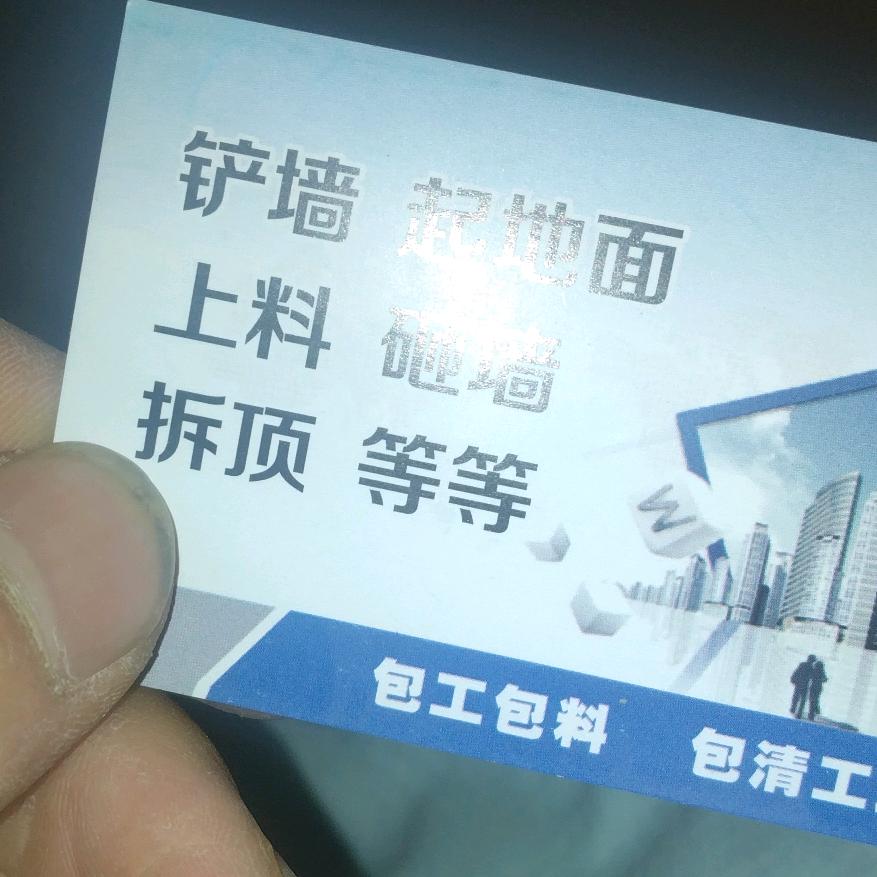 铲墙 起地面
上料 砸墙
拆顶 等等
W
包工包料 包清工